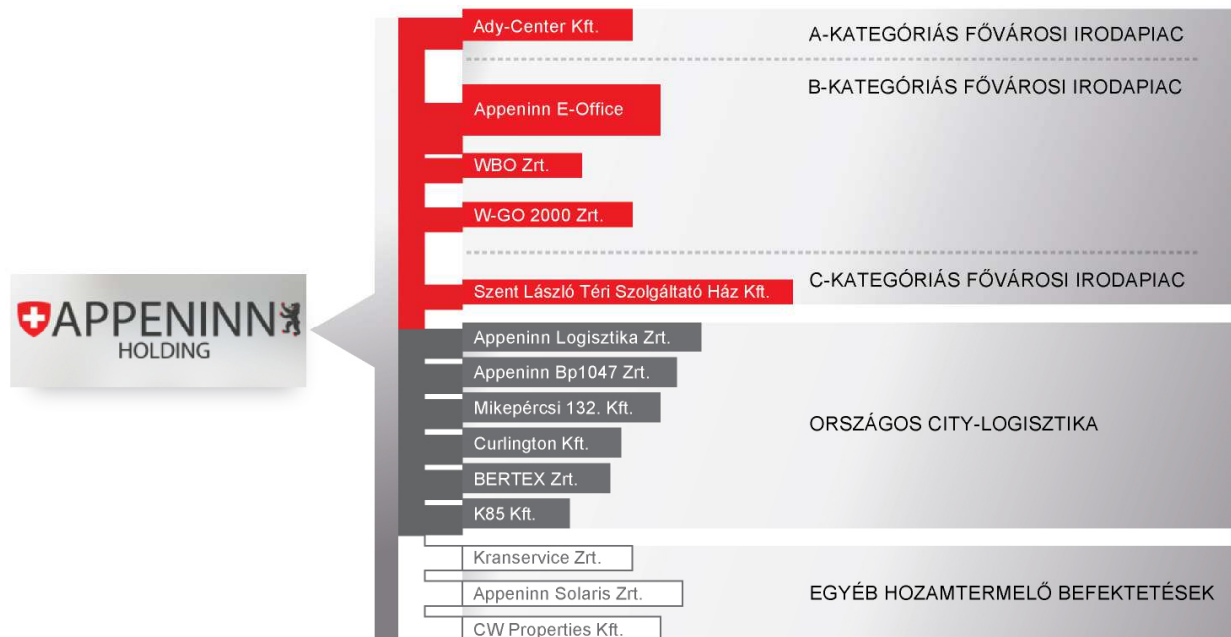 Ady-Center Kft.
A-KATEGÓRIÁS FŐVÁROSI IRODAPIAC
B-KATEGÓRIÁS FŐVÁROSI IRODAPIAC
Appeninn E-Office
WBO Zrt.
W-GO 2000 Zrt.
C-KATEGÓRIÁS FŐVÁROSI IRODAPIAC
Szent László Téri Szolgáltató Ház Kft.
APPENINN
HOLDING
Appeninn Logisztika Zrt.
Appeninn Bp1047 Zrt.
Mikepércsi 132. Kft.
ORSZÁGOS CITY-LOGISZTIKA
Curlington Kft.
BERTEX Zrt.
K85 Kft.
Kranservice Zrt.
Appeninn Solaris Zrt.
EGYÉB HOZAMTERMELŐ BEFEKTETÉSEK
CW Properties Kft.